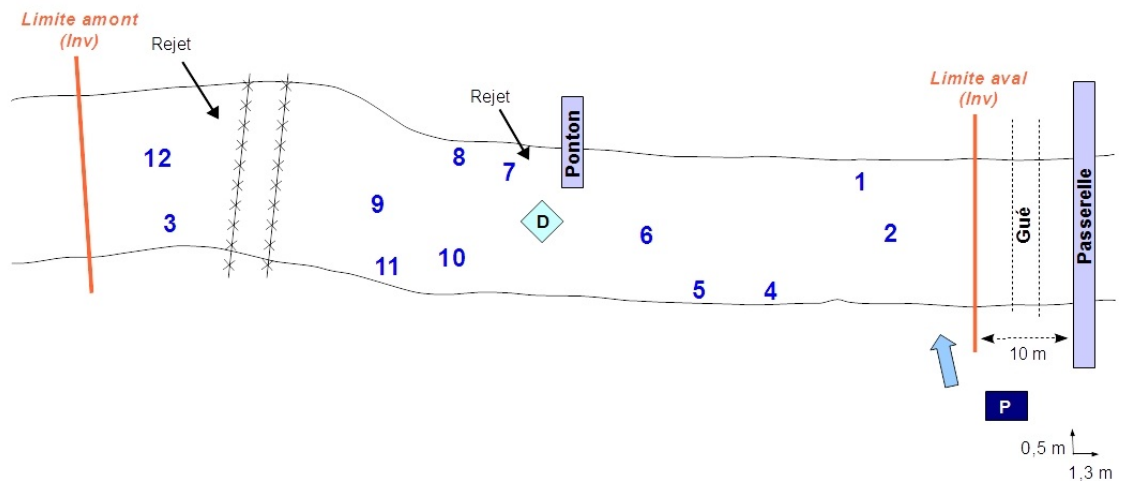 Limite amont
(Inv)
Rejet
Rejet
Ponton
Limite aval
(Inv)
Gué
Passerelle
12
3
8
7
9
10
11
D
6
5
4
1
2
10 m
P
0,5 m
1,3 m